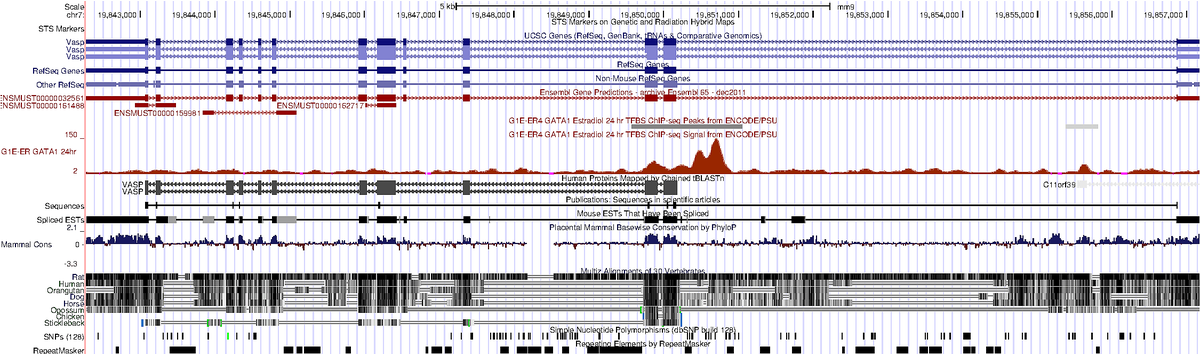 Scale 5 kb mm9
chr7: 19,843,000 19,844,000 19,845,000 19,846,000 19,847,000 19,848,000 19,849,000 19,850,000 19,851,000 19,852,000 19,853,000 19,854,000 19,855,000 19,856,000 19,857,000
STS Markers on Genetic and Radiation Hybrid Maps
STS Markers
UCSC Genes (RefSeq, GenBank, tRNAs & Comparative Genomics)
Vasp
Vasp
Vasp
RefSeq Genes
RefSeq Genes
Non-Mouse RefSeq Genes
Other RefSeq
Ensembl Gene Predictions - archive Ensembl 65 - dec2011
ENSMUST00000032561
ENSMUST00000161488 ENSMUST00000162717
ENSMUST00000159981
G1E-ER4 GATA1 Estradiol 24 hr TFBS ChIP-seq Peaks from ENCODE/PSU
G1E-ER4 GATA1 Estradiol 24 hr TFBS ChIP-seq Signal from ENCODE/PSU
150
G1E-ER GATA1 24hr
2
Human Proteins Mapped by Chained tBLASTn
VASP C11orf39
VASP
Publications: Sequences in scientific articles
Sequences
Mouse ESTs That Have Been Spliced
Spliced ESTs
Placental Mammal Basewise Conservation by PhyloP
2.1
Mammal Cons
0
-3.3
Multiz Alignments of 30 Vertebrates
Rat
Human
Orangutan
Dog
Horse
Opossum
Chicken
Stickleback
Simple Nucleotide Polymorphisms (dbSNP build 128)
SNPs (128)
Repeating Elements by RepeatMasker
RepeatMasker